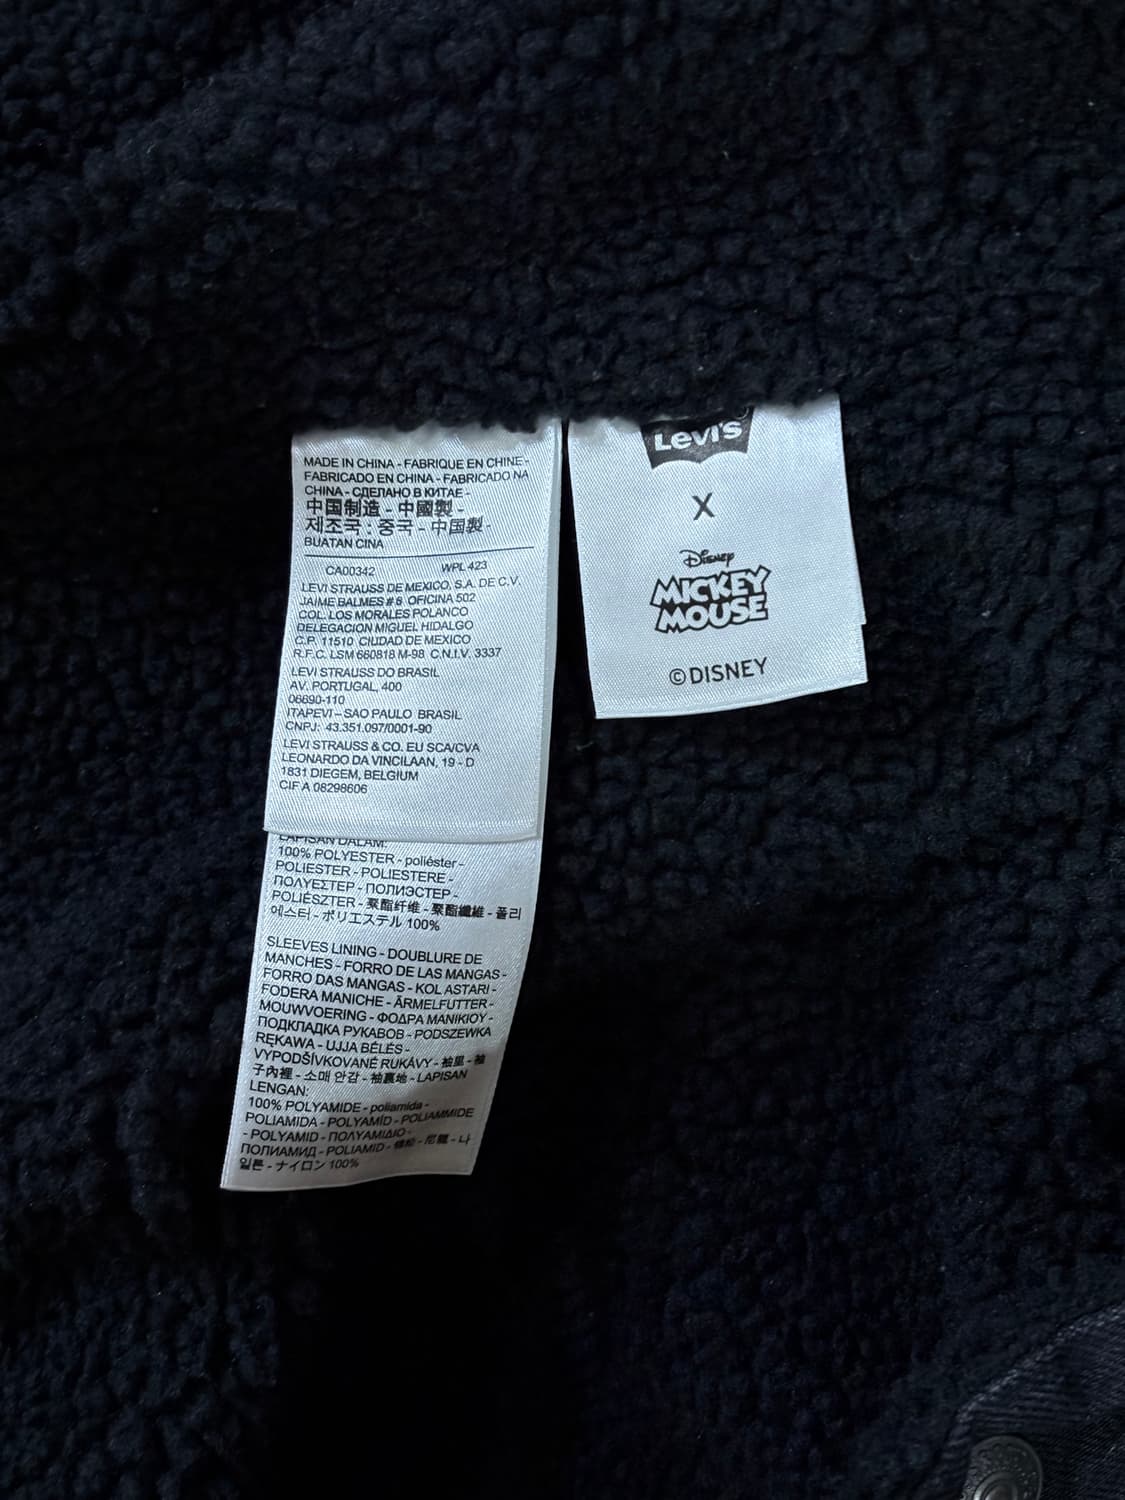 MADE IN CHINA - FABRIQUE EN CHINE -
FABRICADO EN CHINA - FABRICADO NA
CHINA - СДЕЛАНО В КИТАЕ -
中国制造 - 中國製 -
제조국 : 중국 - 中国製 -
BUATAN CINA
CA00342 WPL 423
LEVI STRAUSS DE MEXICO, S.A. DE C.V.
JAIME BALMES # 8 OFICINA 502
COL. LOS MORALES POLANCO
DELEGACION MIGUEL HIDALGO
C.P. 11510 CIUDAD DE MEXICO
R.F.C. LSM 660818 M-98 C.N.I.V. 3337
LEVI STRAUSS DO BRASIL
AV. PORTUGAL, 400
06690-110
ITAPEVI – SAO PAULO BRASIL
CNPJ: 43.351.097/0001-90
LEVI STRAUSS & CO. EU SCA/CVA
LEONARDO DA VINCILAAN, 19 - D
1831 DIEGEM, BELGIUM
CIF A 08298606
LAPISAN DALAM:
100% POLYESTER - poliéster -
POLIESTER - POLIESTERE -
ΠΟΛΥΕΣΤΕΡ - ПОЛИЭСТЕР -
POLIÉSZTER - 聚酯纤维 - 聚酯纖維 - 폴리
에스터 - ポリエステル 100%
SLEEVES LINING - DOUBLURE DE
MANCHES - FORRO DE LAS MANGAS -
FORRO DAS MANGAS - KOL ASTARI -
FODERA MANICHE - ÄRMELFUTTER -
MOUWVOERING - ΦΟΔΡΑ ΜΑΝΙΚΙΟΥ -
ПОДКЛАДКА РУКАВОВ - PODSZEWKA
RĘKAWA - UJJA BÉLÉS -
VYPODŠÍVKOVANÉ RUKÁVY - 袖里 - 袖
子內裡 - 소매 안감 - 袖裏地 - LAPISAN
LENGAN:
100% POLYAMIDE - poliamida -
POLIAMIDA - POLYAMÍD - POLIAMMIDE
- POLYAMID - ΠΟΛΥΑΜΙΔΙΟ -
ПОЛИАМИД - POLIAMID - 锦纶 - 尼龍 - 나
일론 - ナイロン 100%
Levi's
X
Disney
MICKEY
MOUSE
©DISNEY